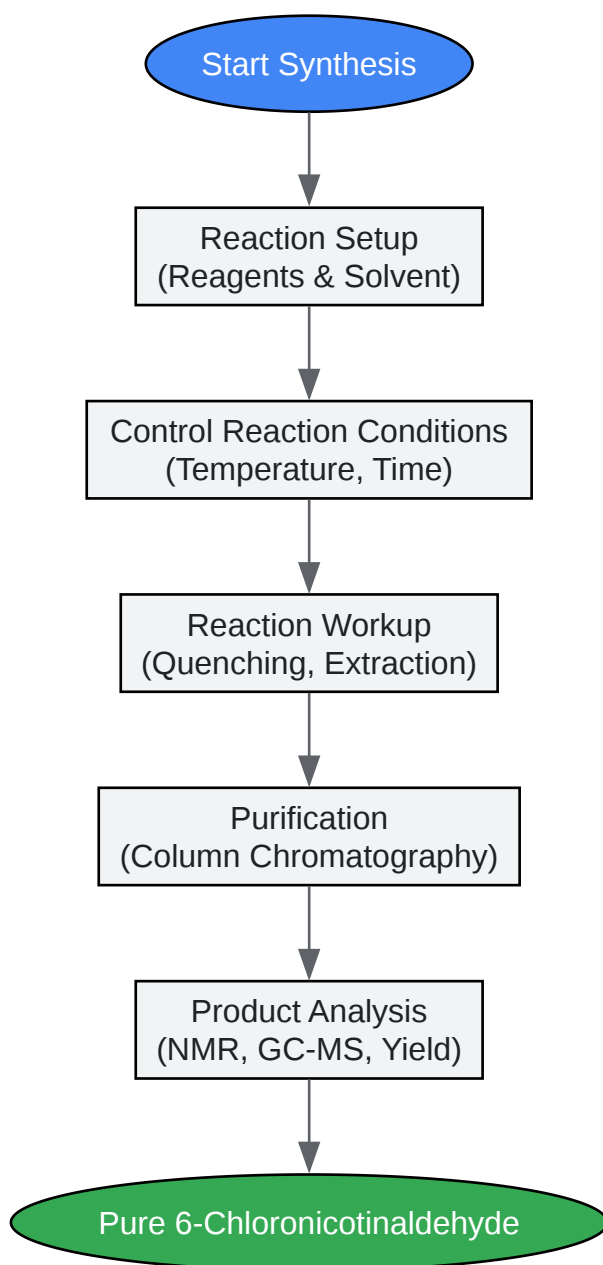 Start Synthesis
Reaction Setup
(Reagents & Solvent)
Control Reaction Conditions
(Temperature, Time)
Reaction Workup
(Quenching, Extraction)
Purification
(Column Chromatography)
Product Analysis
(NMR, GC-MS, Yield)
Pure 6-Chloronicotinaldehyde